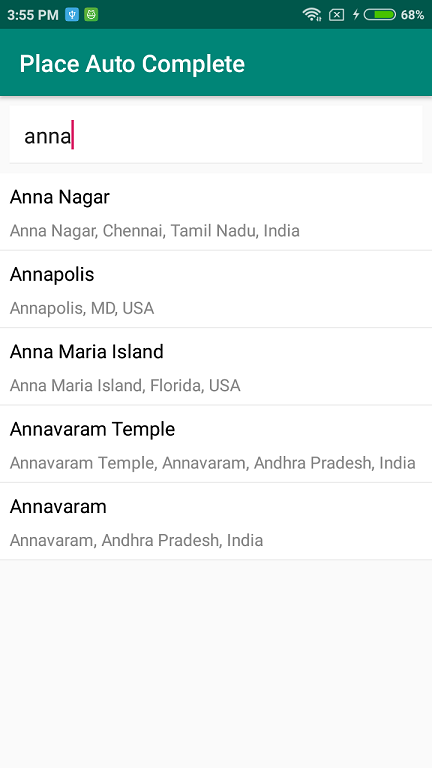 3:55 PM 68%
Place Auto Complete
anna
Anna Nagar
Anna Nagar, Chennai, Tamil Nadu, India
Annapolis
Annapolis, MD, USA
Anna Maria Island
Anna Maria Island, Florida, USA
Annavaram Temple
Annavaram Temple, Annavaram, Andhra Pradesh, India
Annavaram
Annavaram, Andhra Pradesh, India